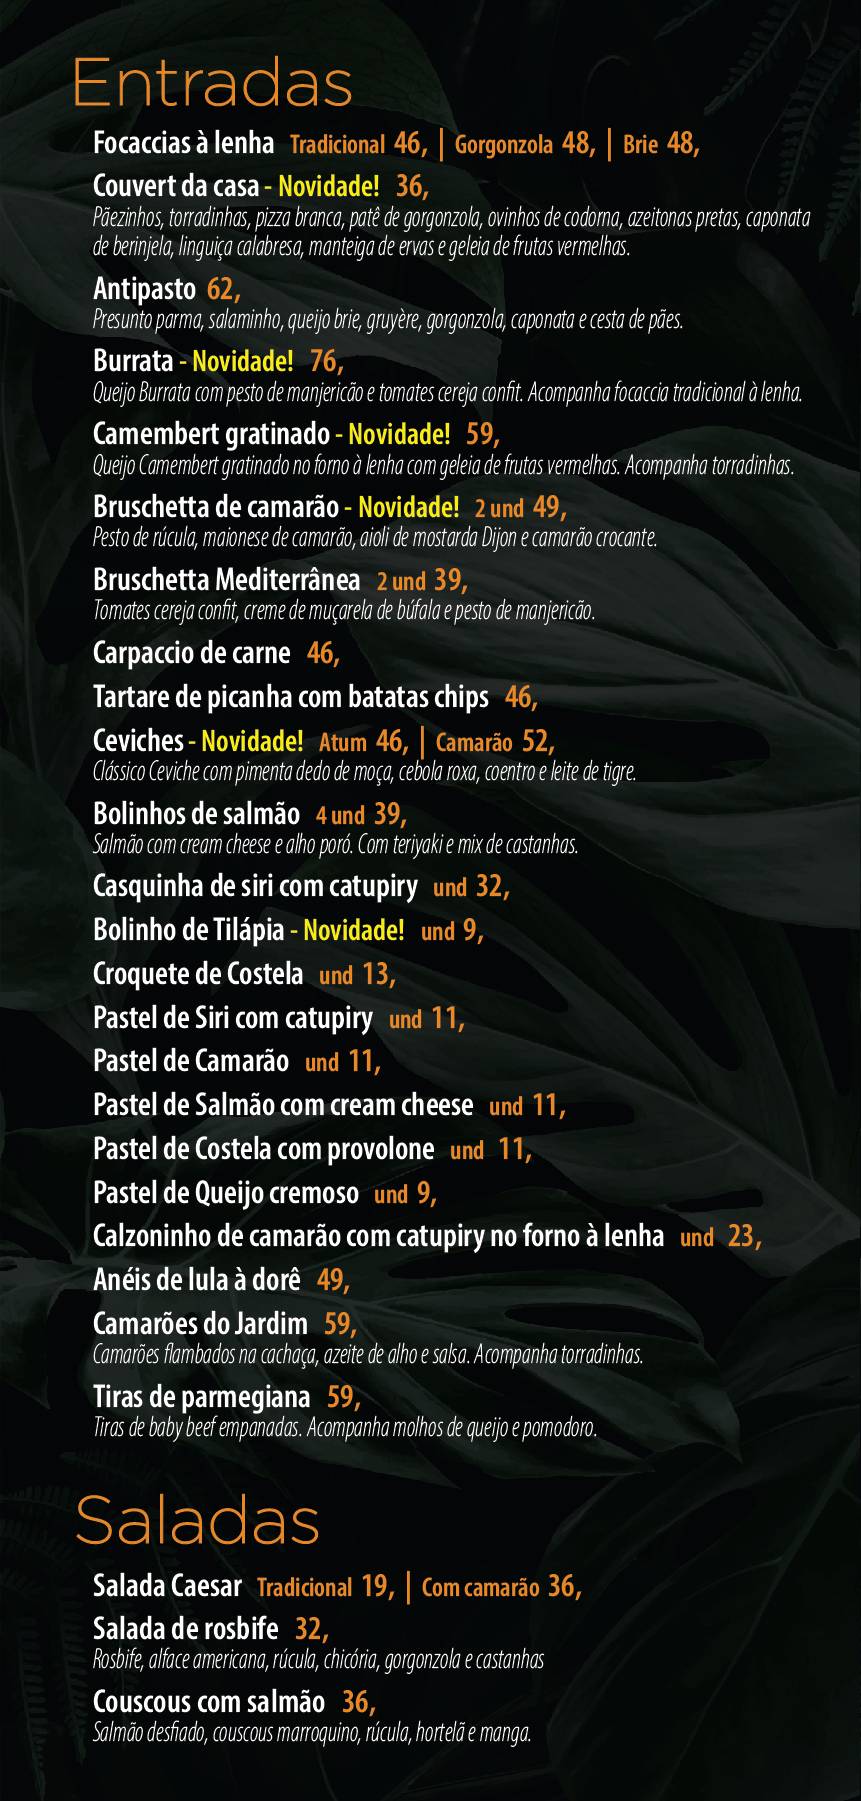 Entradas
Focaccias à lenha Tradicional 46, | Gorgonzola 48, | Brie 48,
Couvert da casa - Novidade! 36,
Pãezinhos, torradinhas, pizza branca, patê de gorgonzola, ovinhos de codorna, azeitonas pretas, caponata
de berinjela, linguiça calabresa, manteiga de ervas e geleia de frutas vermelhas.
Antipasto 62,
Presunto parma, salaminho, queijo brie, gruyère, gorgonzola, caponata e cesta de pães.
Burrata - Novidade! 76,
Queijo Burrata com pesto de manjericão e tomates cereja confit. Acompanha focaccia tradicional à lenha.
Camembert gratinado - Novidade! 59,
Queijo Camembert gratinado no forno à lenha com geleia de frutas vermelhas. Acompanha torradinhas.
Bruschetta de camarão - Novidade! 2 und 49,
Pesto de rúcula, maionese de camarão, aioli de mostarda Dijon e camarão crocante.
Bruschetta Mediterrânea 2 und 39,
Tomates cereja confit, creme de muçarela de búfala e pesto de manjericão.
Carpaccio de carne 46,
Tartare de picanha com batatas chips 46,
Ceviches - Novidade! Atum 46, | Camarão 52,
Clássico Ceviche com pimenta dedo de moça, cebola roxa, coentro e leite de tigre.
Bolinhos de salmão 4 und 39,
Salmão com cream cheese e alho poró. Com teriyaki e mix de castanhas.
Casquinha de siri com catupiry und 32,
Bolinho de Tilápia - Novidade! und 9,
Croquete de Costela und 13,
Pastel de Siri com catupiry und 11,
Pastel de Camarão und 11,
Pastel de Salmão com cream cheese und 11,
Pastel de Costela com provolone und 11,
Pastel de Queijo cremoso und 9,
Calzoninho de camarão com catupiry no forno à lenha und 23,
Anéis de lula à dorê 49,
Camarões do Jardim 59,
Camarões flambados na cachaça, azeite de alho e salsa. Acompanha torradinhas.
Tiras de parmegiana 59,
Tiras de baby beef empanadas. Acompanha molhos de queijo e pomodoro.
Saladas
Salada Caesar Tradicional 19, | Com camarão 36,
Salada de rosbife 32,
Rosbife, alface americana, rúcula, chicória, gorgonzola e castanhas
Couscous com salmão 36,
Salmão desfiado, couscous marroquino, rúcula, hortelã e manga.